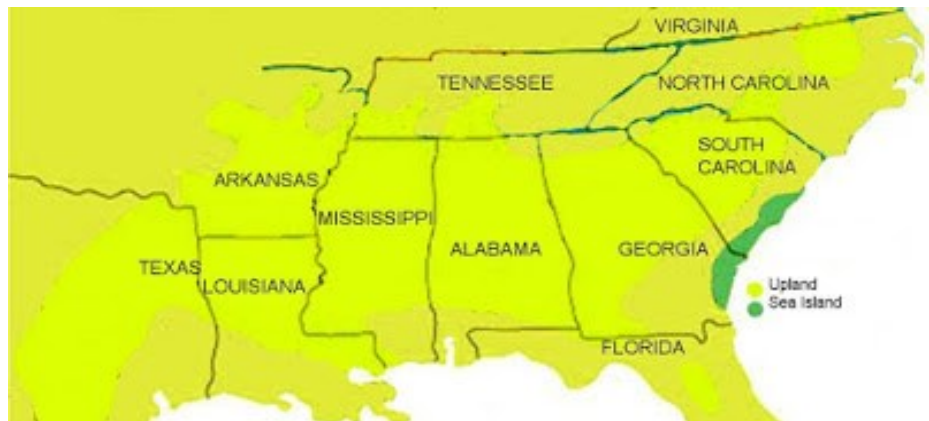 VIRGINIA
TENNESSEE
NORTH CAROLINA
SOUTH
CAROLINA
ARKANSAS
MISSISSIPPI
ALABAMA
GEORGIA
TEXAS
LOUISIANA
Upland
Sea Island
FLORIDA